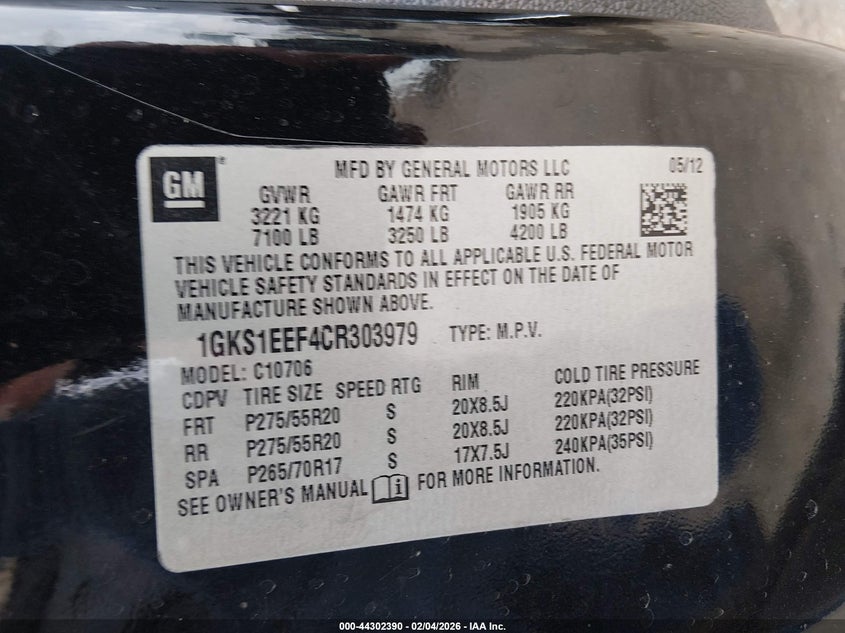 GM
MFD BY GENERAL MOTORS LLC 05/12
GVWR GAWR FRT GAWR RR
3221 KG 1474 KG 1905 KG
7100 LB 3250 LB 4200 LB
THIS VEHICLE CONFORMS TO ALL APPLICABLE U.S. FEDERAL MOTOR
VEHICLE SAFETY STANDARDS IN EFFECT ON THE DATE OF
MANUFACTURE SHOWN ABOVE.
1GKS1EEF4CR303979 TYPE: M.P.V.
MODEL: C10706
CDPV TIRE SIZE SPEED RTG RIM COLD TIRE PRESSURE
FRT P275/55R20 S 20X8.5J 220KPA(32PSI)
RR P275/55R20 S 20X8.5J 220KPA(32PSI)
SPA P265/70R17 S 17X7.5J 240KPA(35PSI)
SEE OWNER'S MANUAL FOR MORE INFORMATION.
000-44302390 - 02/04/2026 - IAA Inc.